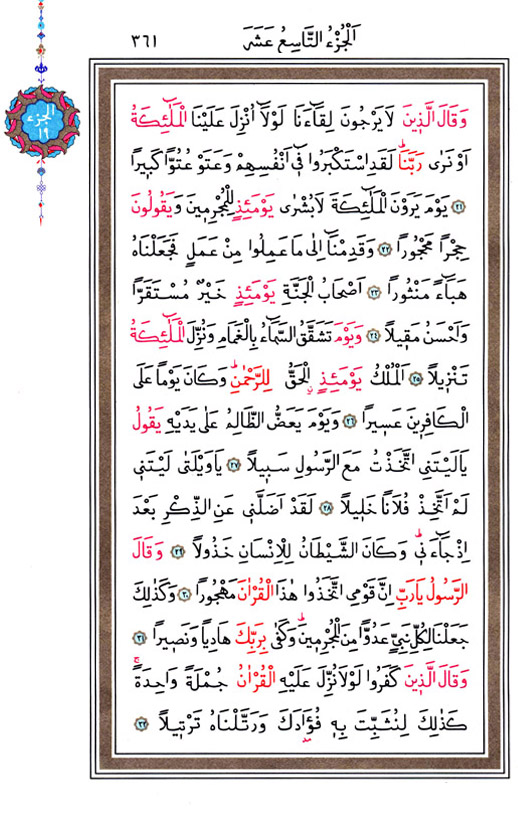 اَلْجُزْءُ التَّاسِعُ عَشَرَ
٣٦١
الجزء
١٩
وَقَالَ الَّذٖينَ لَا يَرْجُونَ لِقَٓاءَنَا لَوْلَٓا اُنْزِلَ عَلَيْنَا الْمَلٰٓئِكَةُ
اَوْ نَرٰى رَبَّنَاؕ لَقَدِ اسْتَكْبَرُوا فٖٓى اَنْفُسِهِمْ وَعَتَوْ عُتُوًّا كَبٖيرًا
﴿٢١﴾ يَوْمَ يَرَوْنَ الْمَلٰٓئِكَةَ لَا بُشْرٰى يَوْمَئِذٍ لِلْمُجْرِمٖينَ وَيَقُولُونَ
حِجْرًا مَحْجُورًا ﴿٢٢﴾ وَقَدِمْنَٓا اِلٰى مَا عَمِلُوا مِنْ عَمَلٍ فَجَعَلْنَاهُ
هَبَٓاءً مَنْثُورًا ﴿٢٣﴾ اَصْحَابُ الْجَنَّةِ يَوْمَئِذٍ خَيْرٌ مُسْتَقَرًّا
وَاَحْسَنُ مَقٖيلًا ﴿٢٤﴾ وَيَوْمَ تَشَقَّقُ السَّمَٓاءُ بِالْغَمَامِ وَنُزِّلَ الْمَلٰٓئِكَةُ
تَنْزٖيلًا ﴿٢٥﴾ اَلْمُلْكُ يَوْمَئِذٍ الْحَقُّ لِلرَّحْمٰنِؕ وَكَانَ يَوْمًا عَلَى
الْكَافِرٖينَ عَسٖيرًا ﴿٢٦﴾ وَيَوْمَ يَعَضُّ الظَّالِمُ عَلٰى يَدَيْهِ يَقُولُ
يَا لَيْتَنِى اتَّخَذْتُ مَعَ الرَّسُولِ سَبٖيلًا ﴿٢٧﴾ يَا وَيْلَتٰى لَيْتَنٖى
لَمْ اَتَّخِذْ فُلَانًا خَلٖيلًا ﴿٢٨﴾ لَقَدْ اَضَلَّنٖى عَنِ الذِّكْرِ بَعْدَ
اِذْ جَٓاءَنٖىؕ وَكَانَ الشَّيْطَانُ لِلْاِنْسَانِ خَذُولًا ﴿٢٩﴾ وَقَالَ
الرَّسُولُ يَا رَبِّ اِنَّ قَوْمِى اتَّخَذُوا هٰذَا الْقُرْاٰنَ مَهْجُورًا ﴿٣٠﴾ وَكَذٰلِكَ
جَعَلْنَا لِكُلِّ نَبِىٍّ عَدُوًّا مِنَ الْمُجْرِمٖينَؕ وَكَفٰى بِرَبِّكَ هَادِيًا وَنَصٖيرًا ﴿٣١﴾
وَقَالَ الَّذٖينَ كَفَرُوا لَوْلَا نُزِّلَ عَلَيْهِ الْقُرْاٰنُ جُمْلَةً وَاحِدَةًۚ
كَذٰلِكَ لِنُثَبِّتَ بِهٖ فُؤٰادَكَ وَرَتَّلْنَاهُ تَرْتٖيلًا ﴿٣٢﴾